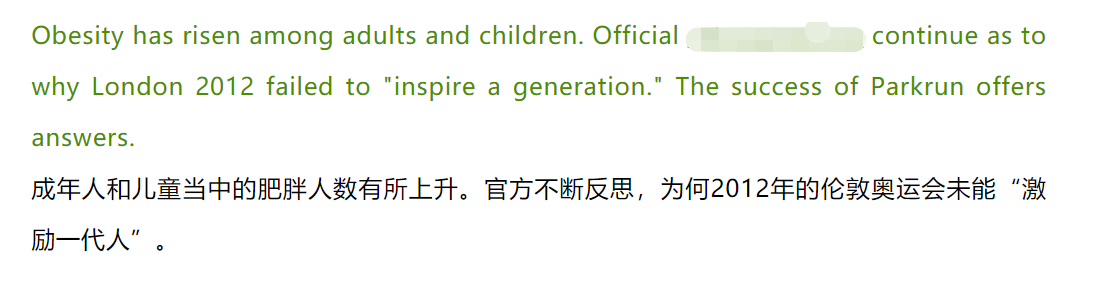 Obesity has risen among adults and children. Official continue as to
why London 2012 failed to "inspire a generation." The success of Parkrun offers
answers.
成年人和儿童当中的肥胖人数有所上升。官方不断反思，为何2012年的伦敦奥运会未能“激
励一代人”。